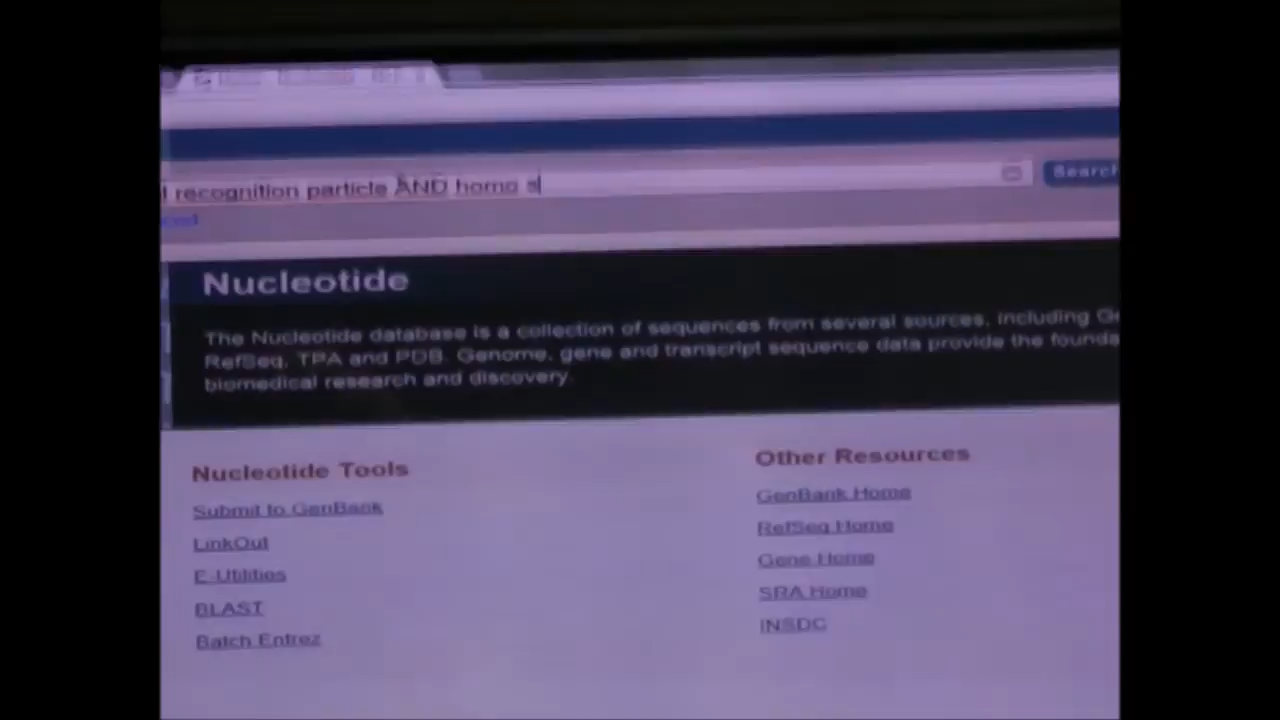 l recognition particle AND homo s
Search
Nucleotide
The Nucleotide database is a collection of sequences from several sources, including G
RefSeq, TPA and PDB. Genome, gene and transcript sequence data provide the founda
biomedical research and discovery.
Nucleotide Tools
Submit to GenBank
LinkOut
E-Utilities
BLAST
Batch Entrez
Other Resources
GenBank Home
RefSeq Home
Gene Home
SRA Home
INSDC